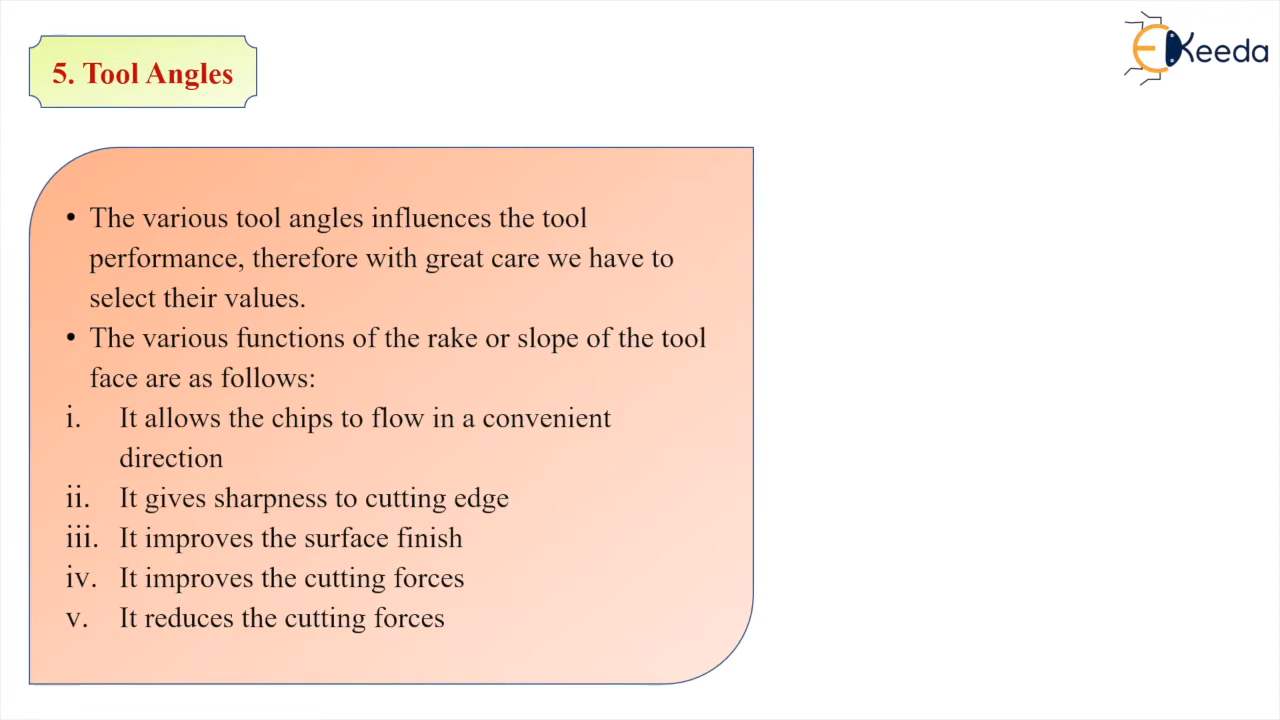 5. Tool Angles
EKeeda
• The various tool angles influences the tool
performance, therefore with great care we have to
select their values.
• The various functions of the rake or slope of the tool
face are as follows:
i. It allows the chips to flow in a convenient
direction
ii. It gives sharpness to cutting edge
iii. It improves the surface finish
iv. It improves the cutting forces
v. It reduces the cutting forces